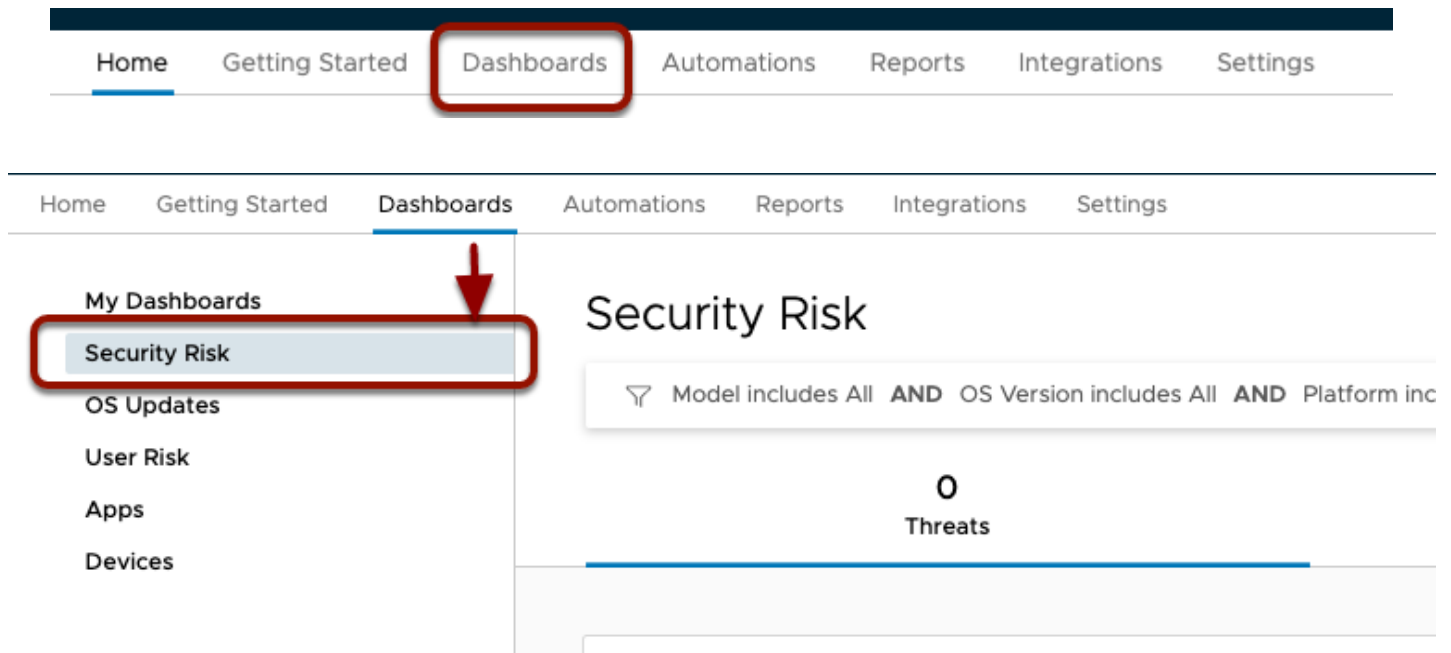 Home Getting Started Dashboards Automations Reports Integrations Settings
Home Getting Started Dashboards Automations Reports Integrations Settings
My Dashboards
Security Risk
OS Updates
User Risk
Apps
Devices
Security Risk
Model includes All AND OS Version includes All AND Platform inc
0
Threats